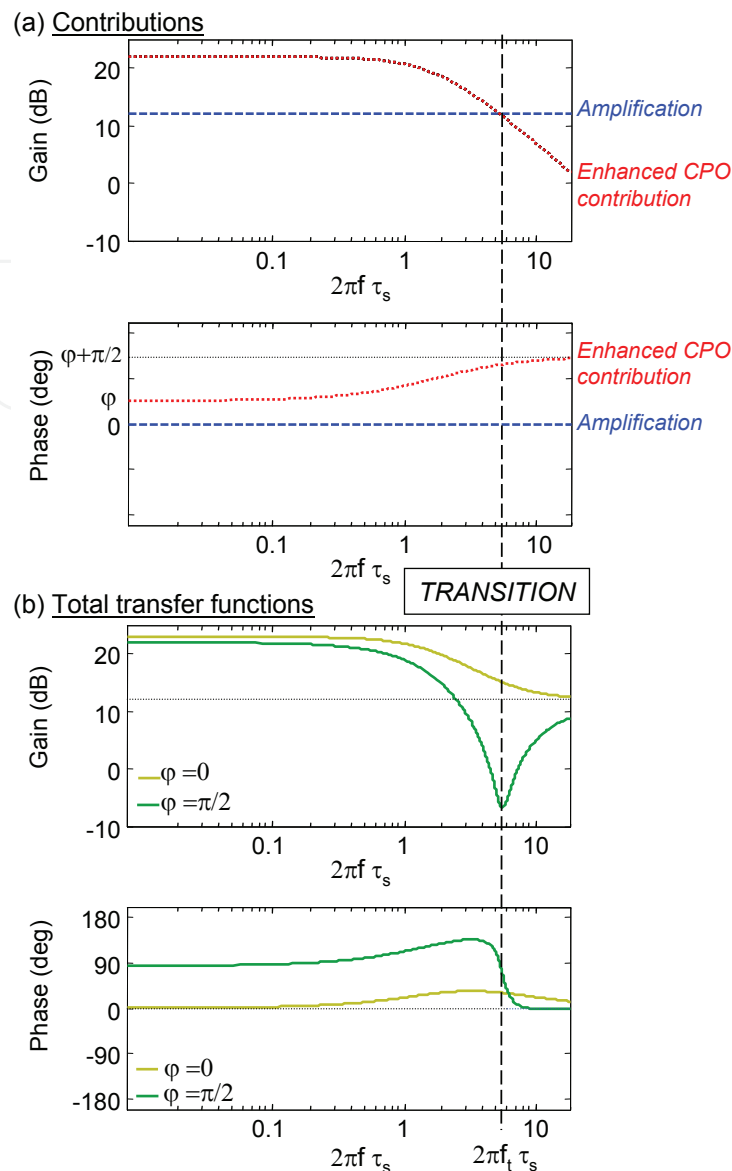 (a) Contributions
Gain (dB)
20
10
0
-10
Amplification
Enhanced CPO
contribution
0.1 1 10
2πf τs
Phase (deg)
φ+π/2
φ
0
Enhanced CPO
contribution
Amplification
0.1 1 10
2πf τs
TRANSITION
(b) Total transfer functions
Gain (dB)
20
10
0
-10
φ =0
φ =π/2
0.1 1 10
2πf τs
Phase (deg)
180
90
0
-90
-180
φ =0
φ =π/2
0.1 1 10
2πf τs 2πft τs